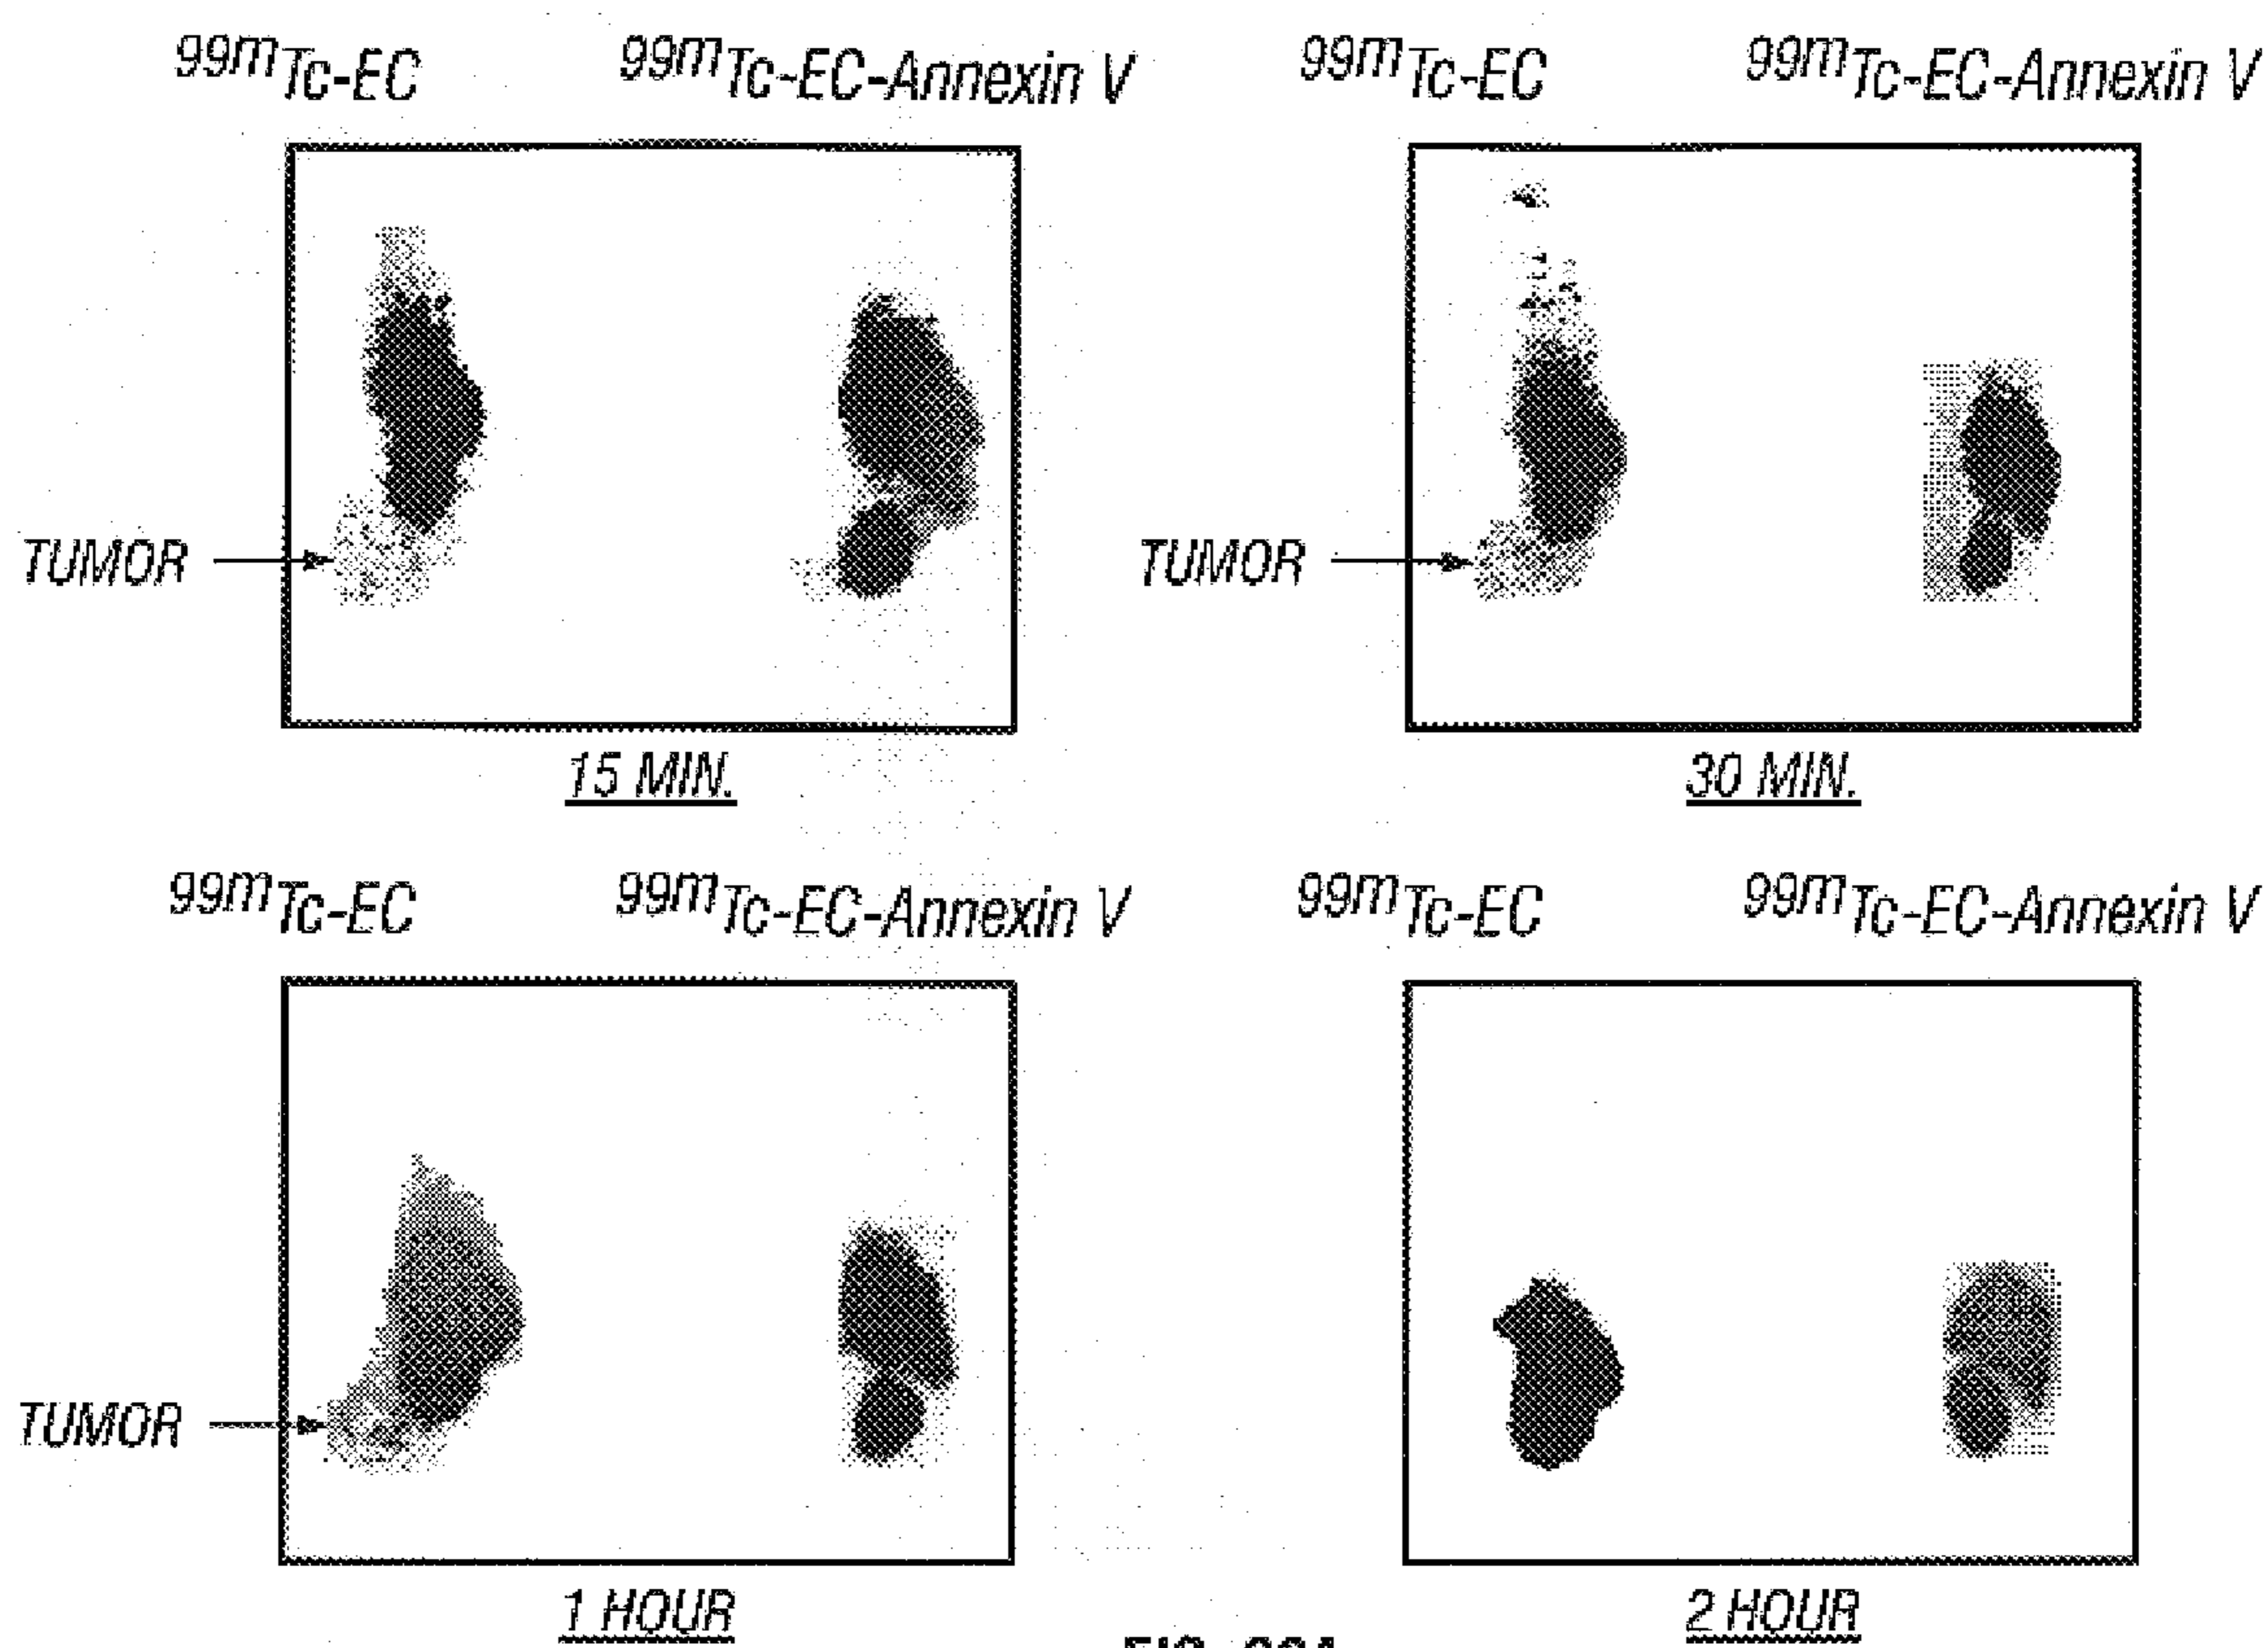 99mTc-EC 99mTc-EC-Annexin V 99mTc-EC 99mTc-EC-Annexin V
TUMOR TUMOR
15 MIN. 30 MIN.
99mTc-EC 99mTc-EC-Annexin V 99mTc-EC 99mTc-EC-Annexin V
TUMOR
1 HOUR 2 HOUR